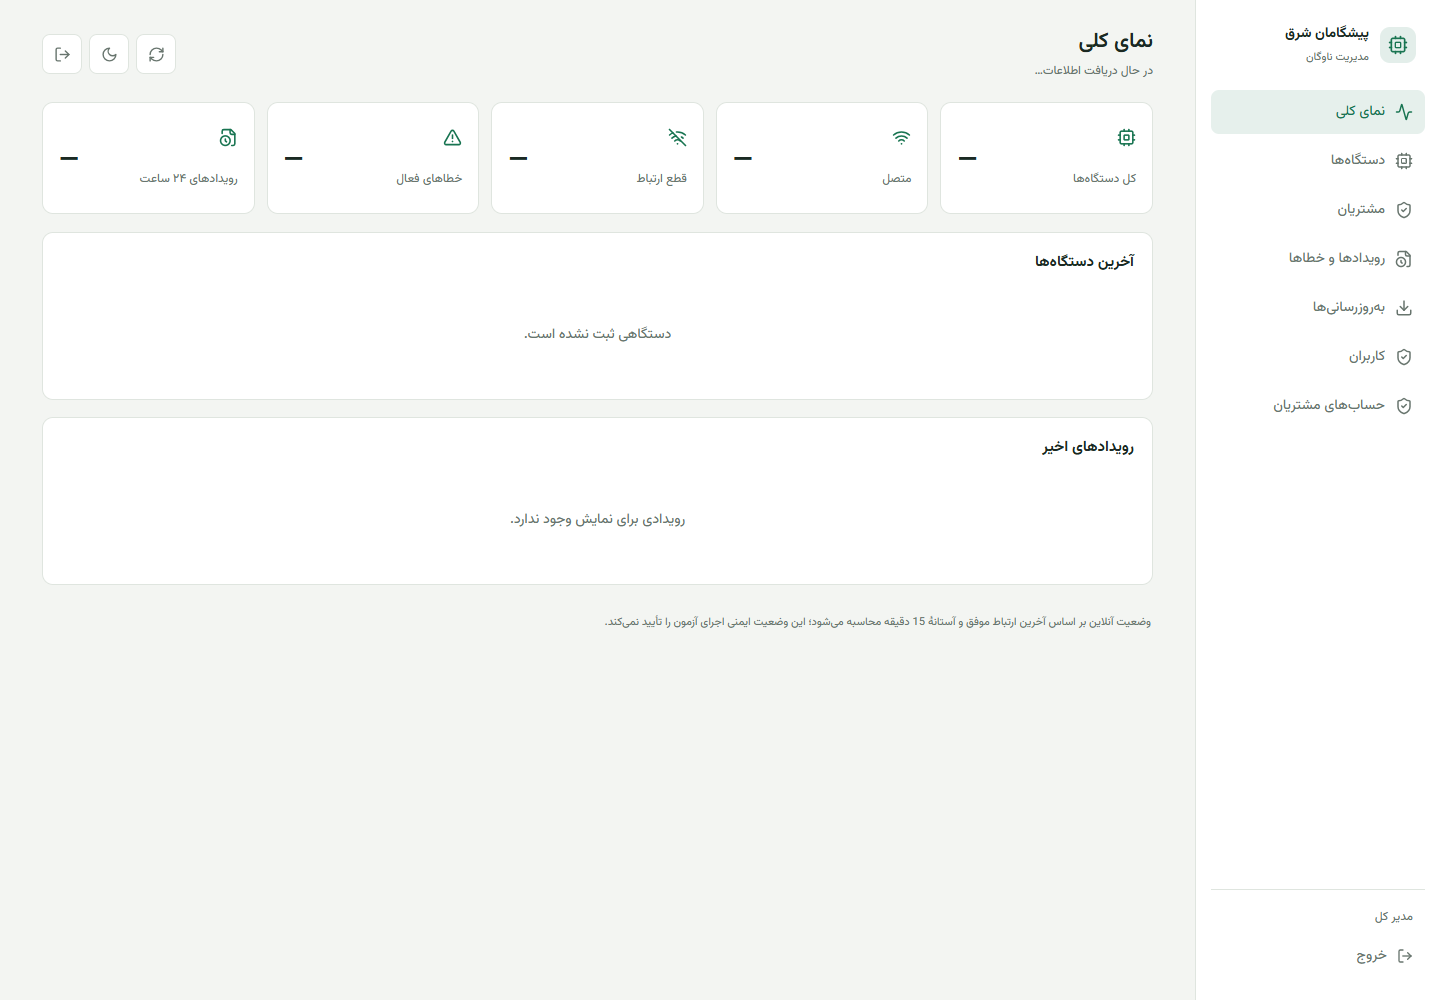 پیشگامان شرق
مدیریت ناوگان
نمای کلی
دستگاه‌ها
مشتریان
رویدادها و خطاها
به‌روزرسانی‌ها
کاربران
حساب‌های مشتریان
مدیر کل
خروج
نمای کلی
در حال دریافت اطلاعات…
—
کل دستگاه‌ها
—
متصل
—
قطع ارتباط
—
خطاهای فعال
—
رویدادهای ۲۴ ساعت
آخرین دستگاه‌ها
دستگاهی ثبت نشده است.
رویدادهای اخیر
رویدادی برای نمایش وجود ندارد.
وضعیت آنلاین بر اساس آخرین ارتباط موفق و آستانهٔ 15 دقیقه محاسبه می‌شود؛ این وضعیت ایمنی اجرای آزمون را تأیید نمی‌کند.